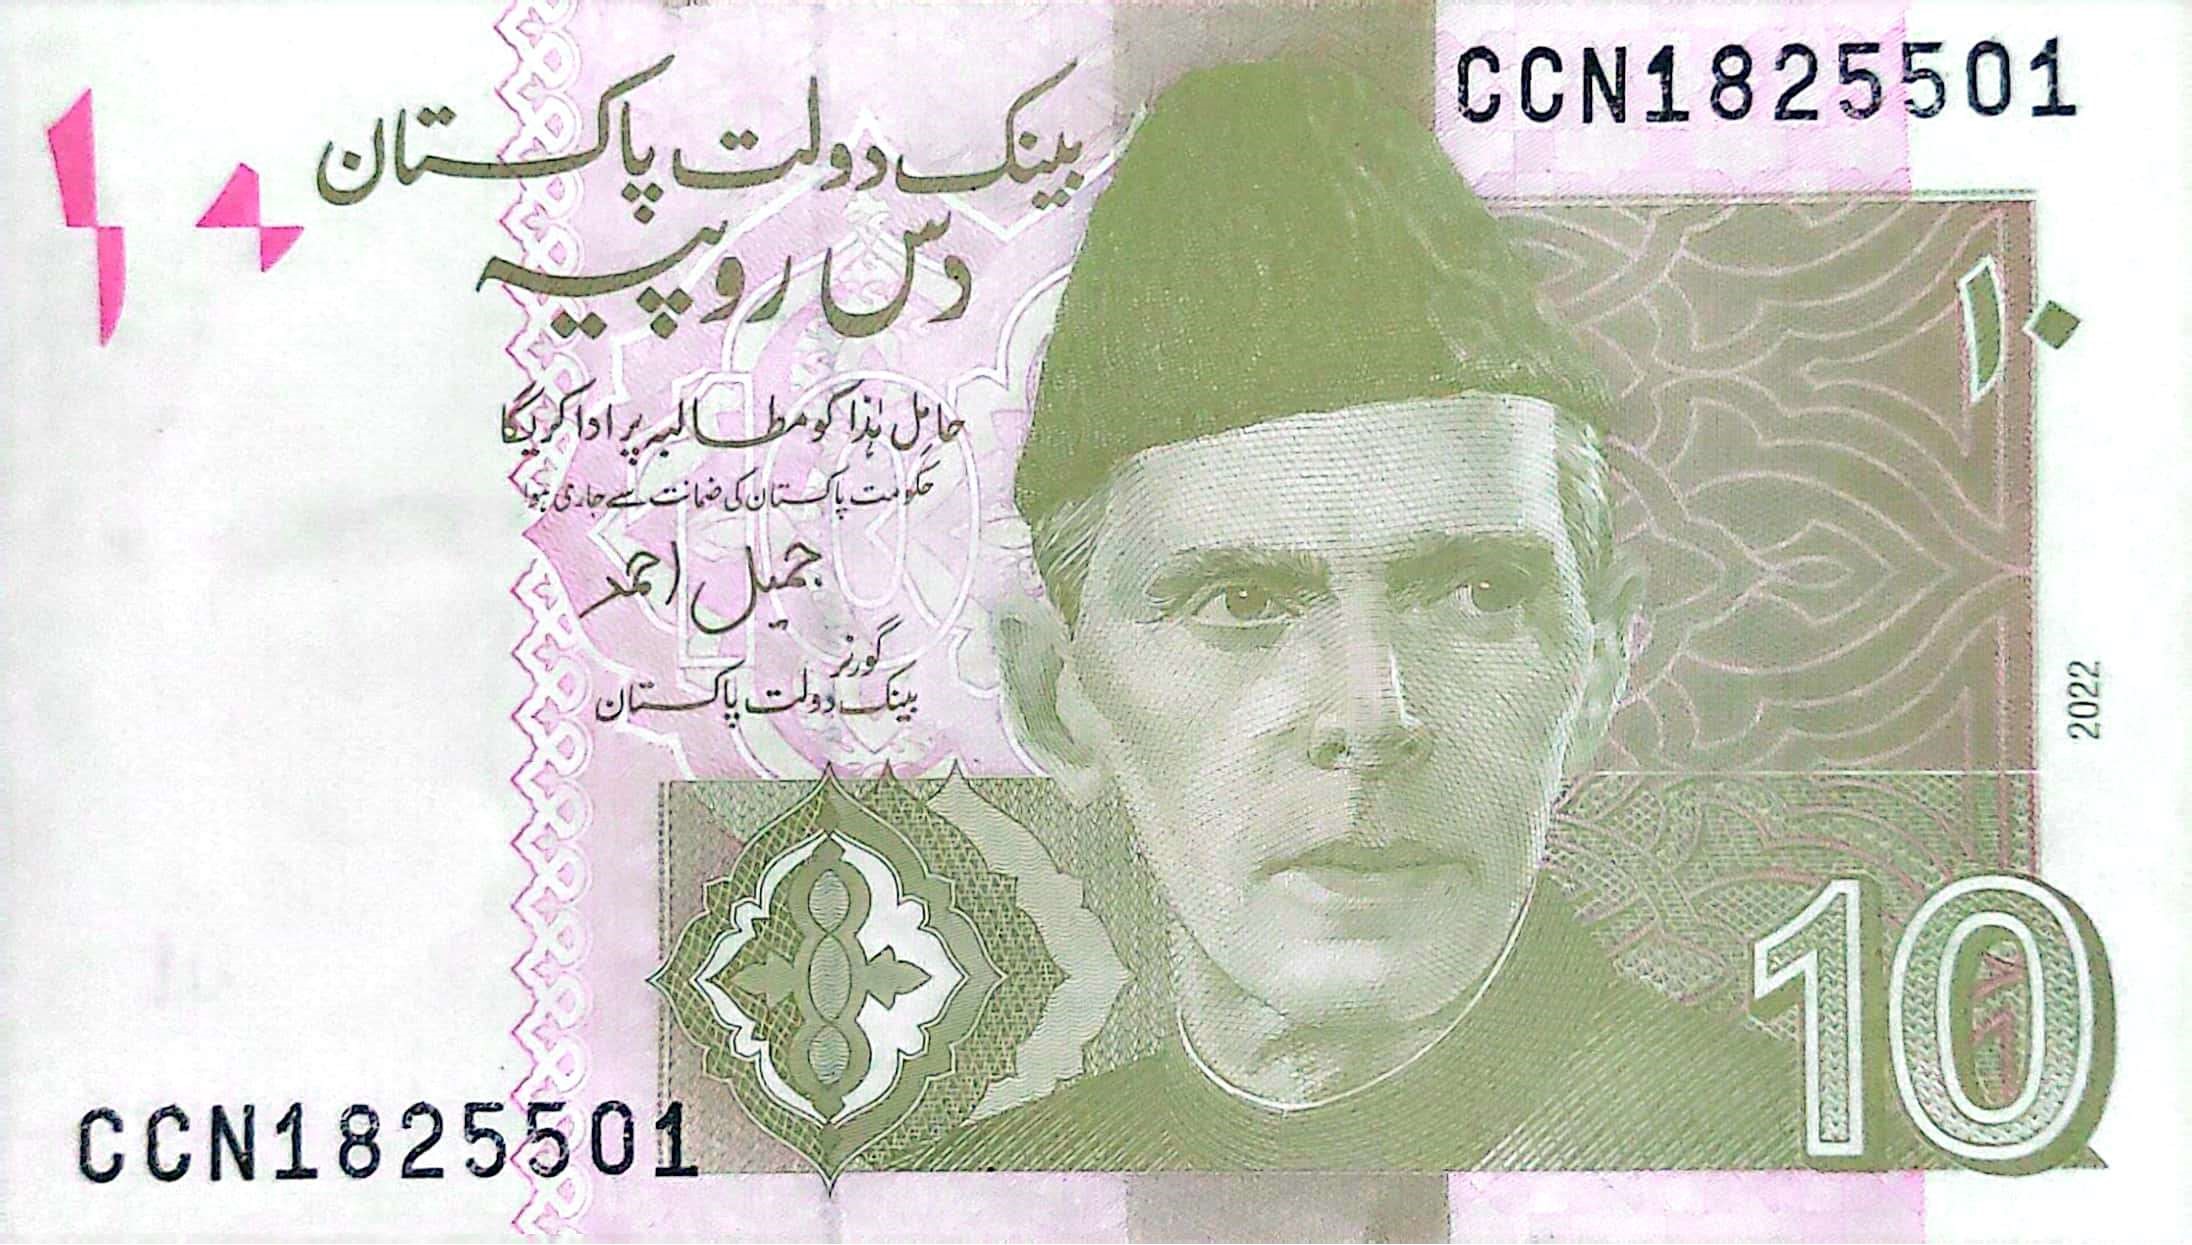 CCN1825501
بینک دولت پاکستان
۱۰
دس روپیہ
۱۰
حاملِ ہٰذا کو مطالبہ پر ادا کریگا
حکومت پاکستان کی ضمانت سے جاری ہوا
جمیل احمد
گورنر
بینک دولت پاکستان
2022
10
CCN1825501